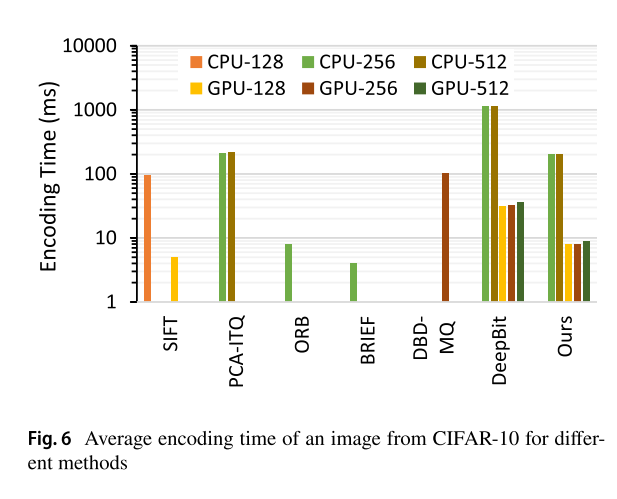 10000
1000
100
10
1
Encoding Time (ms)
CPU-128 CPU-256 CPU-512
GPU-128 GPU-256 GPU-512
SIFT
PCA-ITQ
ORB
BRIEF
DBD-
MQ
DeepBit
Ours
Fig. 6 Average encoding time of an image from CIFAR-10 for differ-
ent methods